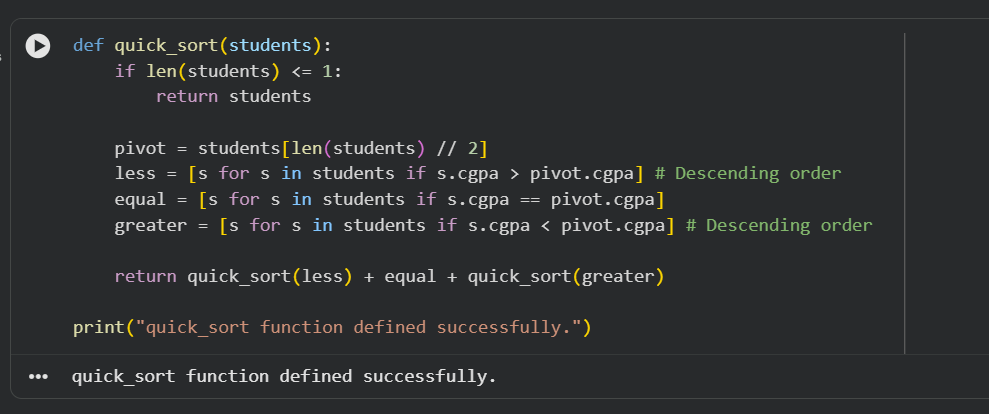 def quick_sort(students):
    if len(students) <= 1:
        return students
    pivot = students[len(students) // 2]
    less = [s for s in students if s.cgpa > pivot.cgpa] # Descending order
    equal = [s for s in students if s.cgpa == pivot.cgpa]
    greater = [s for s in students if s.cgpa < pivot.cgpa] # Descending order
    return quick_sort(less) + equal + quick_sort(greater)
print("quick_sort function defined successfully.")
quick_sort function defined successfully.